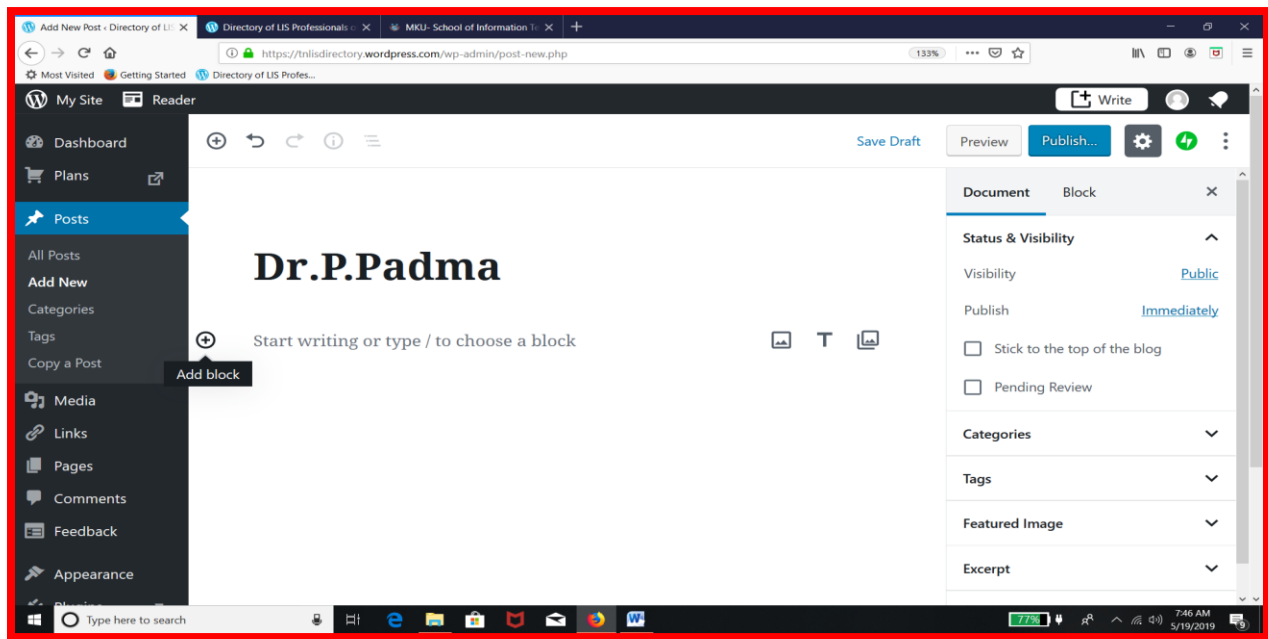 Add New Post ‹ Directory of LIS
Directory of LIS Professionals o
MKU- School of Information Te
https://tnlisdirectory.wordpress.com/wp-admin/post-new.php
133%
Most Visited Getting Started Directory of LIS Profes...
My Site Reader Write
Dashboard
Plans
Posts
All Posts
Add New
Categories
Tags
Copy a Post
Media
Links
Pages
Comments
Feedback
Appearance
Plugins
Save Draft Preview Publish...
Dr.P.Padma
Start writing or type / to choose a block
T
Add block
Document Block
Status & Visibility
Visibility Public
Publish Immediately
Stick to the top of the blog
Pending Review
Categories
Tags
Featured Image
Excerpt
Type here to search
77%
7:46 AM
5/19/2019
9